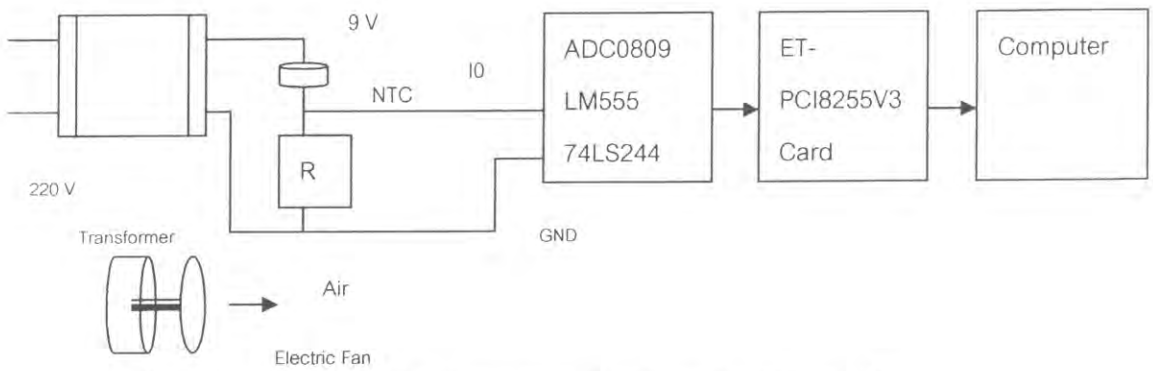 9 V
ADC0809
LM555
74LS244
ET-
PCI8255V3
Card
Computer
I0
NTC
R
220 V
Transformer
GND
Air
Electric Fan